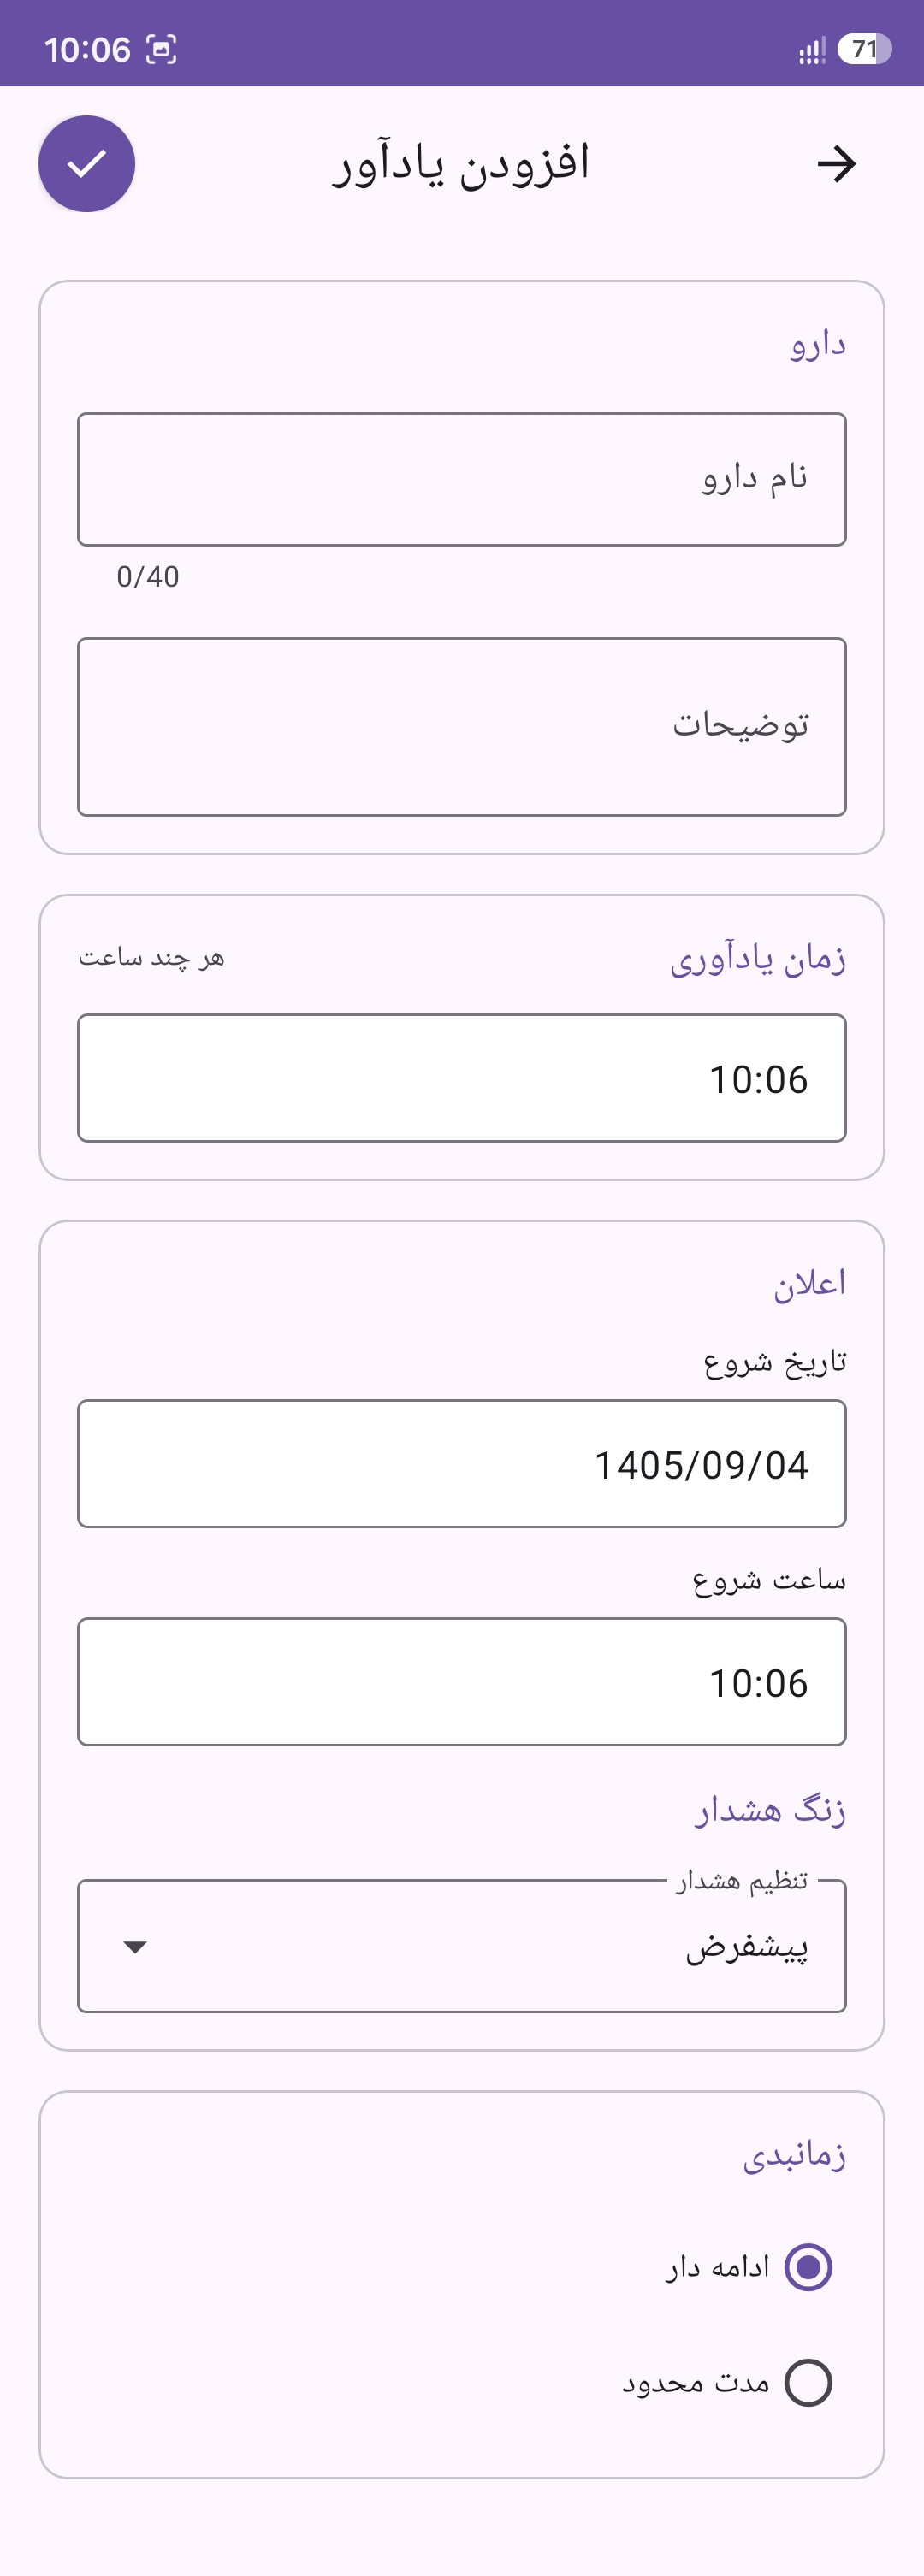 10:06
71
افزودن یادآور
دارو
نام دارو
0/40
توضیحات
زمان یادآوری
هر چند ساعت
10:06
اعلان
تاریخ شروع
1405/09/04
ساعت شروع
10:06
زنگ هشدار
تنظیم هشدار
پیشفرض
زمانبدی
ادامه دار
مدت محدود